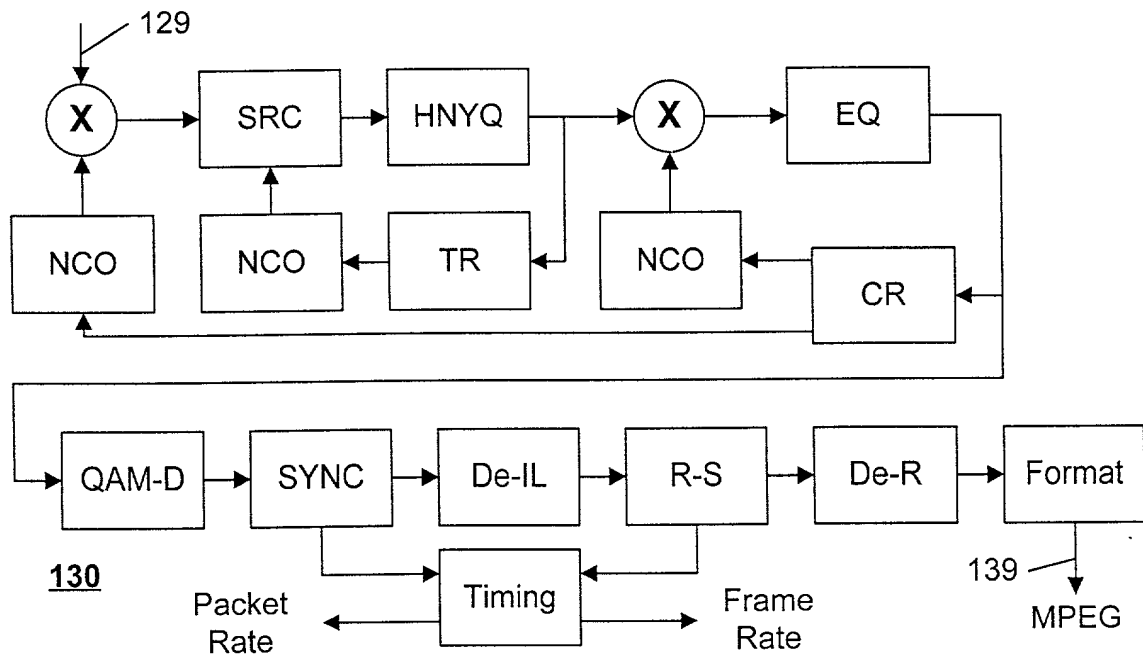 129
X
SRC
HNYQ
X
EQ
NCO
NCO
TR
NCO
CR
QAM-D
SYNC
De-IL
R-S
De-R
Format
130
Timing
139
Packet
Rate
Frame
Rate
MPEG